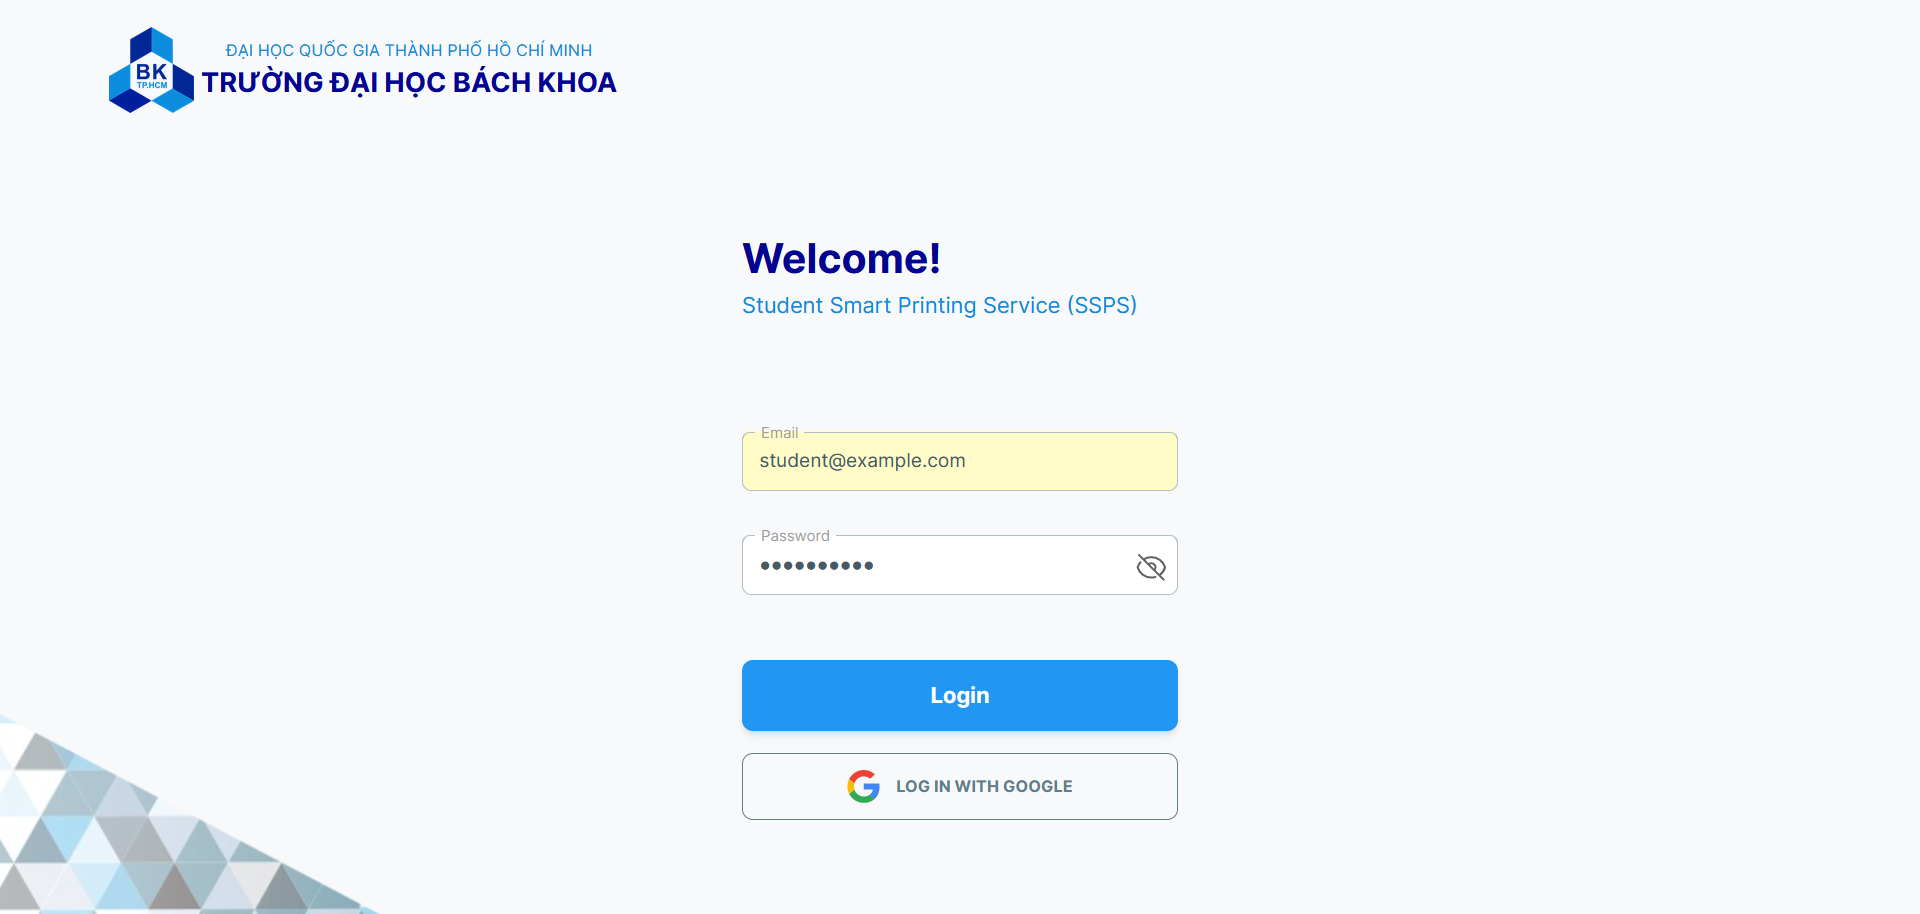 BK
TP.HCM
ĐẠI HỌC QUỐC GIA THÀNH PHỐ HỒ CHÍ MINH
TRƯỜNG ĐẠI HỌC BÁCH KHOA
Welcome!
Student Smart Printing Service (SSPS)
Email
student@example.com
Password
••••••••••
Login
LOG IN WITH GOOGLE